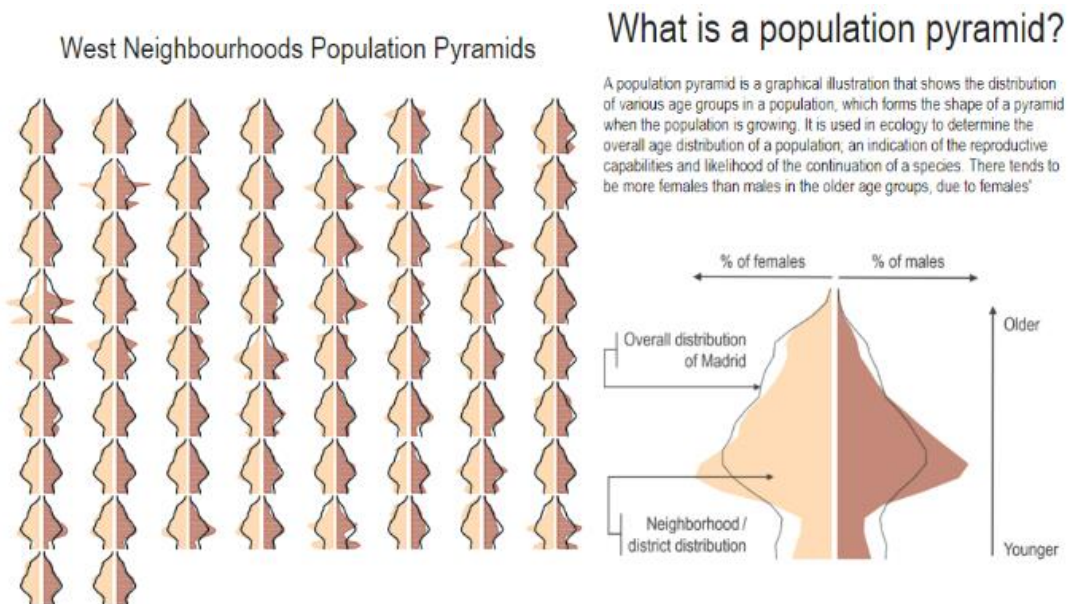 West Neighbourhoods Population Pyramids
What is a population pyramid?
A population pyramid is a graphical illustration that shows the distribution
of various age groups in a population, which forms the shape of a pyramid
when the population is growing. It is used in ecology to determine the
overall age distribution of a population; an indication of the reproductive
capabilities and likelihood of the continuation of a species. There tends to
be more females than males in the older age groups, due to females'
% of females
% of males
Older
Overall distribution
of Madrid
Neighborhood /
district distribution
Younger